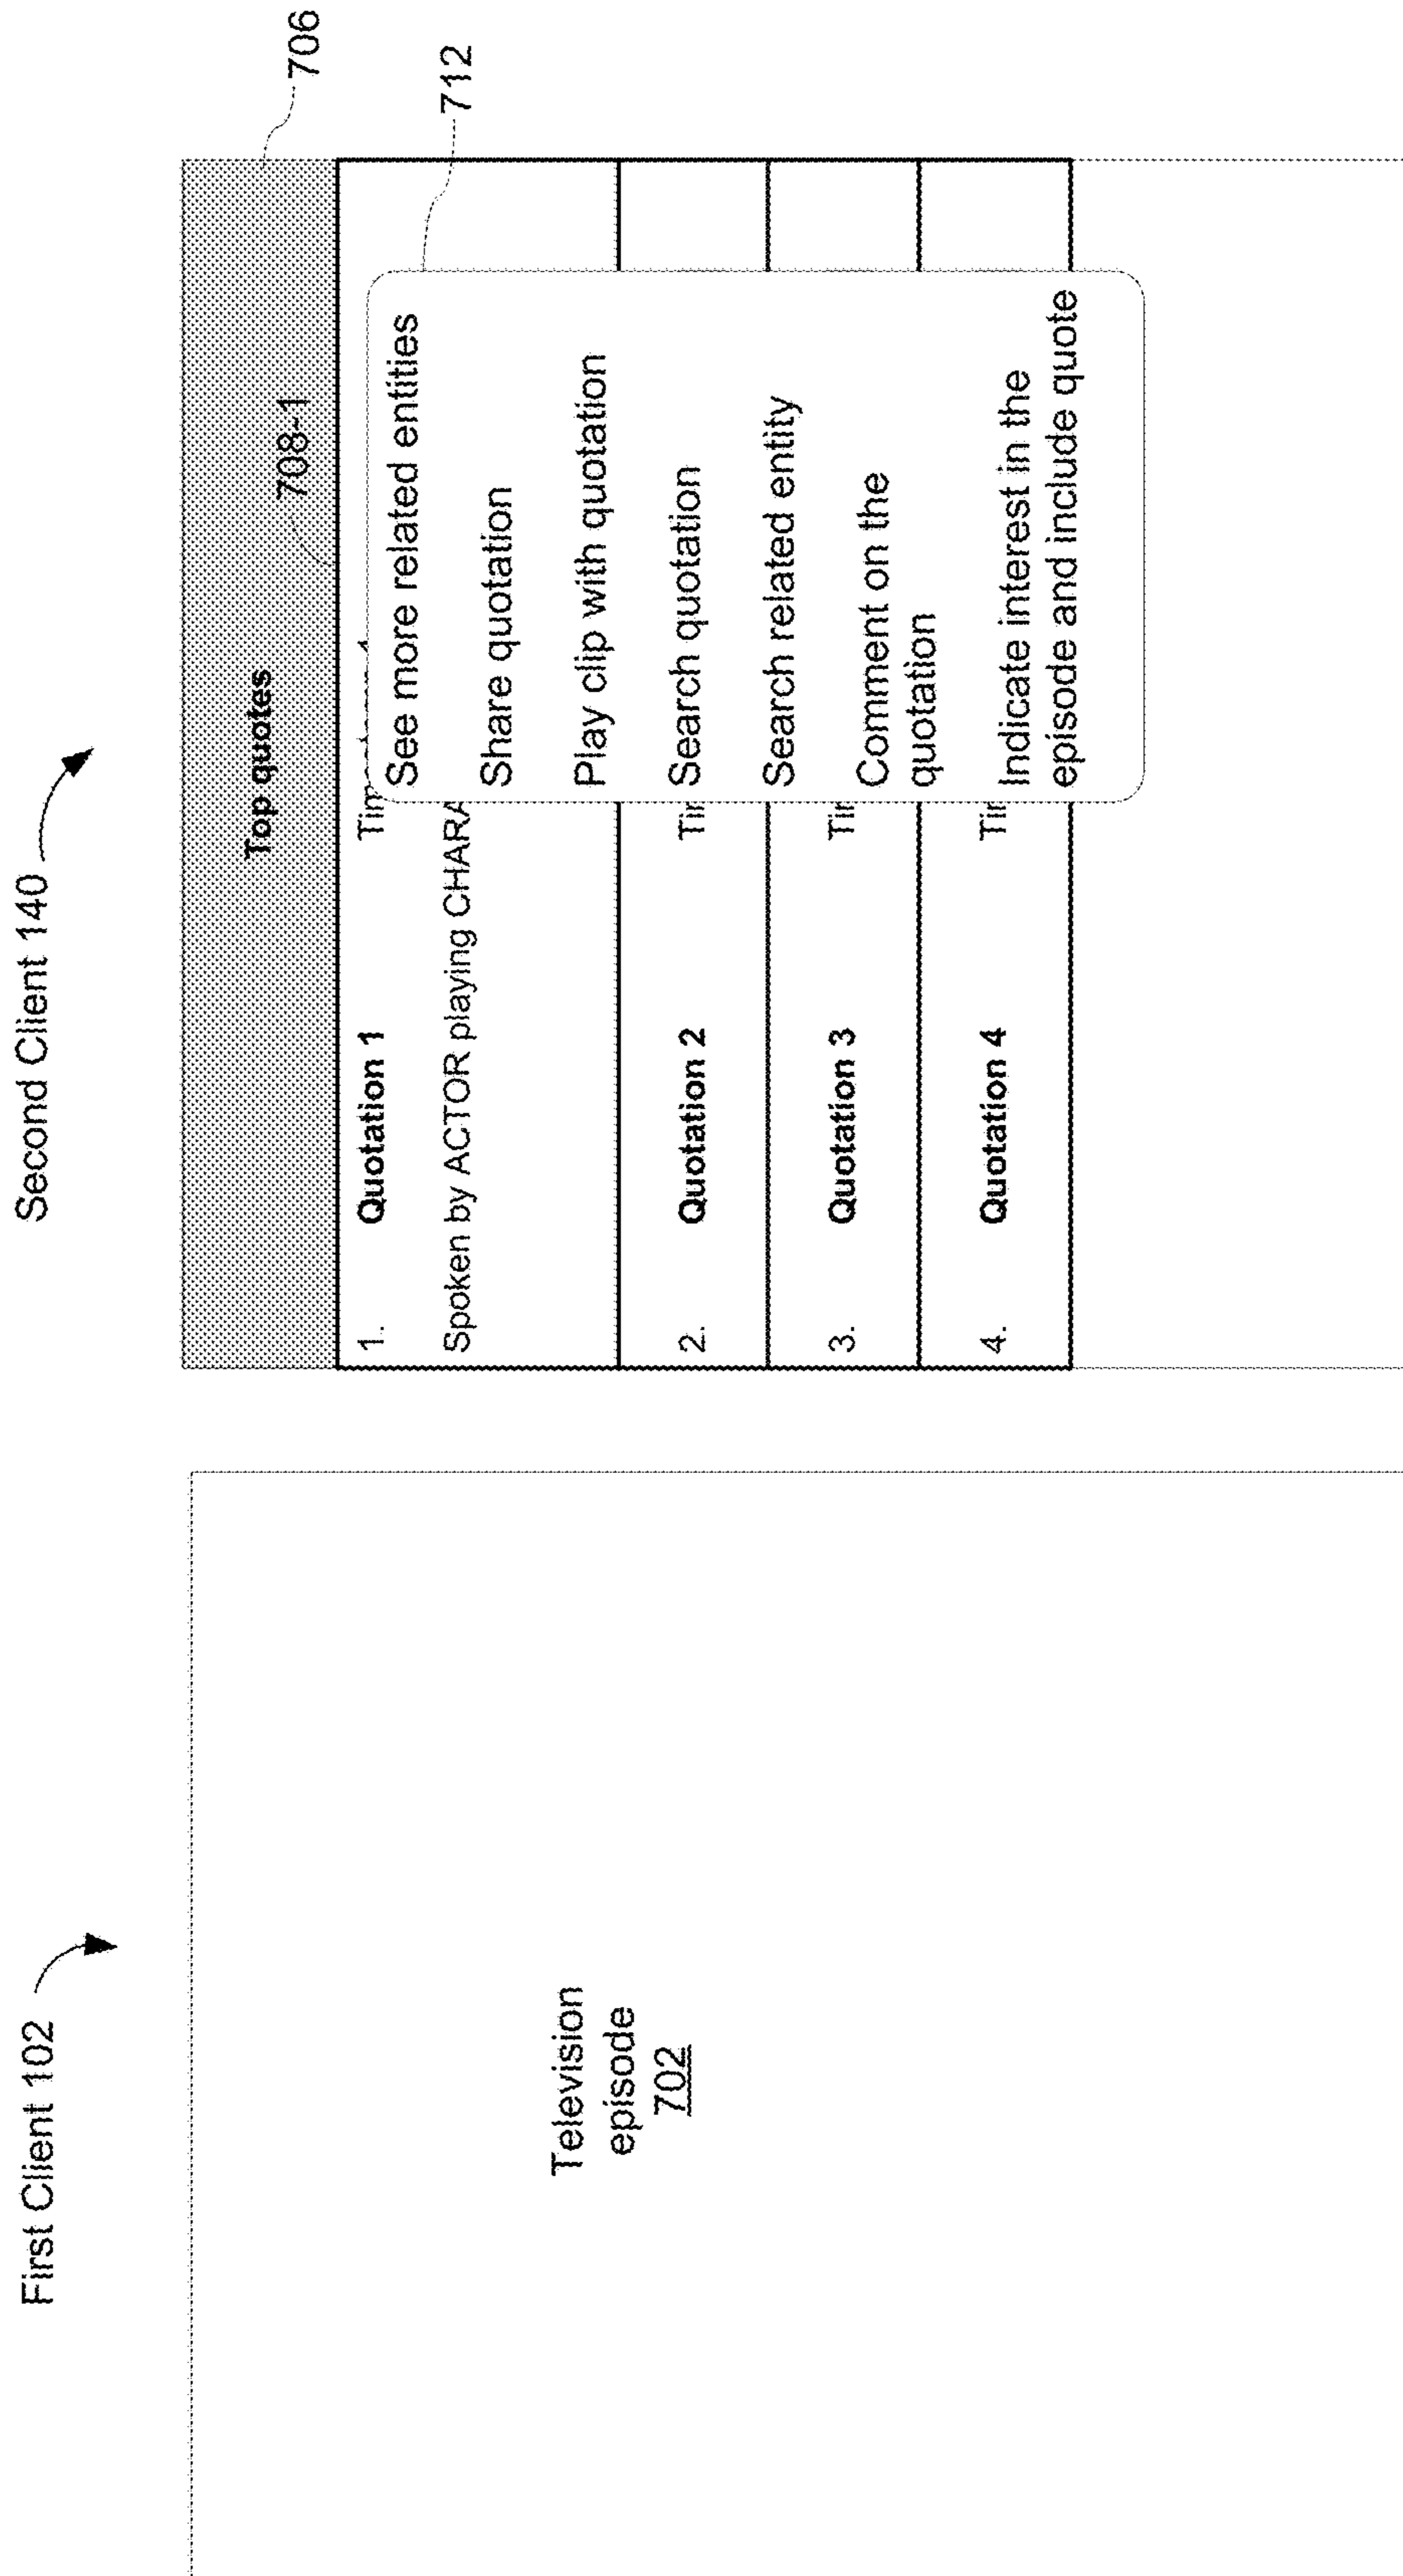 First Client 102
Television
episode
702
Second Client 140
706
Top quotes
708-1
1. Quotation 1
Spoken by ACTOR playing
712
See more related entities
Share quotation
Play clip with quotation
Search quotation
Search related entity
Comment on the
quotation
Indicate interest in the
episode and include quote
2. Quotation 2
3. Quotation 3
4. Quotation 4